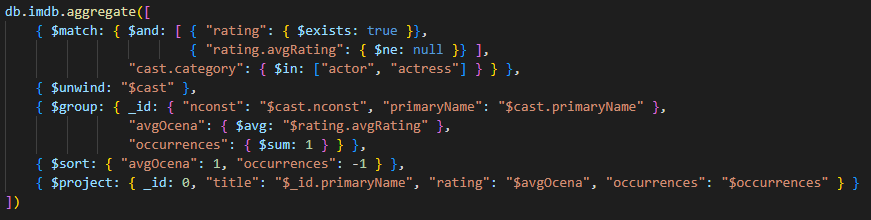 db.imdb.aggregate([
{ $match: { $and: [ { "rating": { $exists: true }},
{ "rating.avgRating": { $ne: null }} ],
"cast.category": { $in: ["actor", "actress"] } } },
{ $unwind: "$cast" },
{ $group: { _id: { "nconst": "$cast.nconst", "primaryName": "$cast.primaryName" },
"avgOcena": { $avg: "$rating.avgRating" },
"occurrences": { $sum: 1 } } },
{ $sort: { "avgOcena": 1, "occurrences": -1 } },
{ $project: { _id: 0, "title": "$_id.primaryName", "rating": "$avgOcena", "occurrences": "$occurrences" } }
])